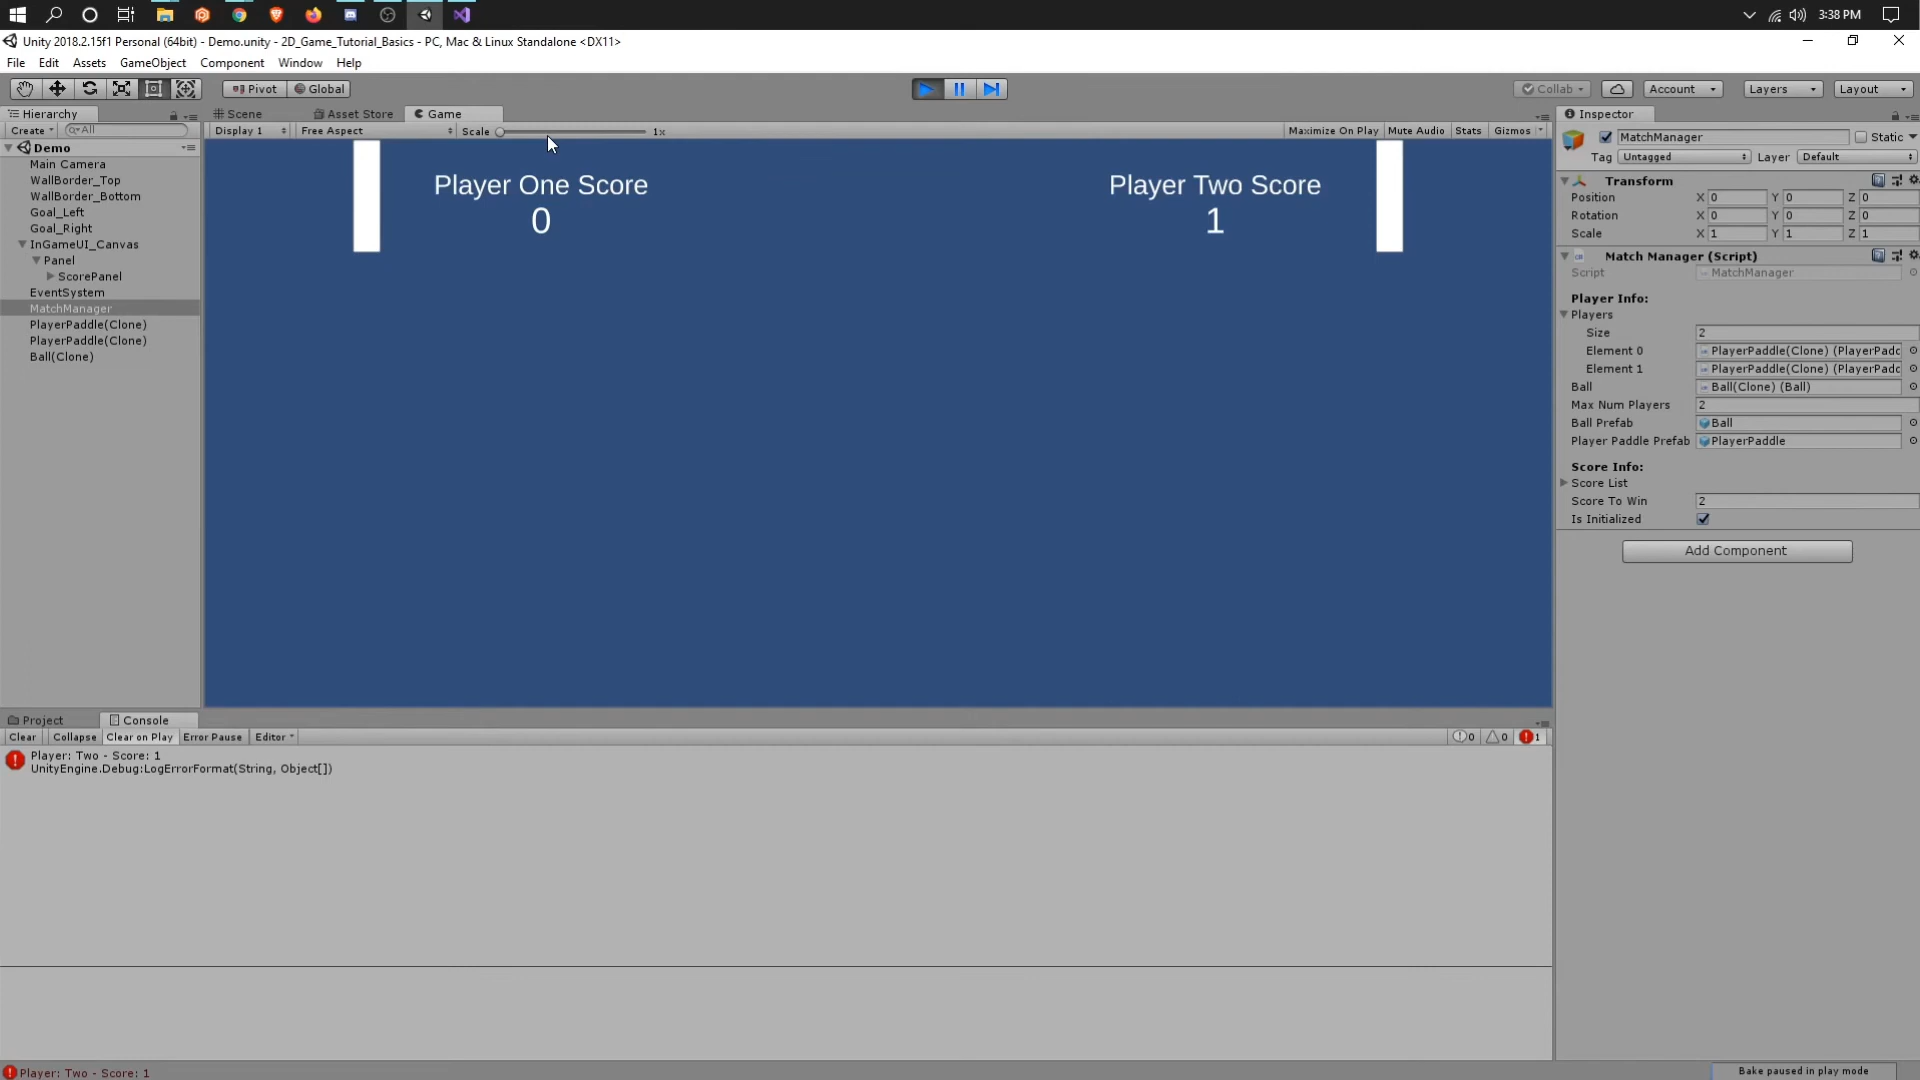 3:38 PM
Unity 2018.2.15f1 Personal (64bit) - Demo.unity - 2D_Game_Tutorial_Basics - PC, Mac & Linux Standalone <DX11>
File Edit Assets GameObject Component Window Help
Pivot Global Collab Account Layers Layout
Hierarchy Scene Asset Store Game Inspector
Create All Display 1 Free Aspect Scale 1x Maximize On Play Mute Audio Stats Gizmos
MatchManager Static
Tag Untagged Layer Default
Demo
Main Camera
WallBorder_Top
WallBorder_Bottom
Goal_Left
Goal_Right
InGameUI_Canvas
Panel
ScorePanel
EventSystem
MatchManager
PlayerPaddle(Clone)
PlayerPaddle(Clone)
Ball(Clone)
Player One Score
0
Player Two Score
1
Transform
Position X 0 Y 0 Z 0
Rotation X 0 Y 0 Z 0
Scale X 1 Y 1 Z 1
Match Manager (Script)
Script MatchManager
Player Info:
Players
Size 2
Element 0 PlayerPaddle(Clone) (PlayerPadd
Element 1 PlayerPaddle(Clone) (PlayerPadd
Ball Ball(Clone) (Ball)
Max Num Players 2
Ball Prefab Ball
Player Paddle Prefab PlayerPaddle
Score Info:
Score List
Score To Win 2
Is Initialized
Add Component
Project Console
Clear Collapse Clear on Play Error Pause Editor 0 0 1
Player: Two - Score: 1
UnityEngine.Debug:LogErrorFormat(String, Object[])
Player: Two - Score: 1
Bake paused in play mode